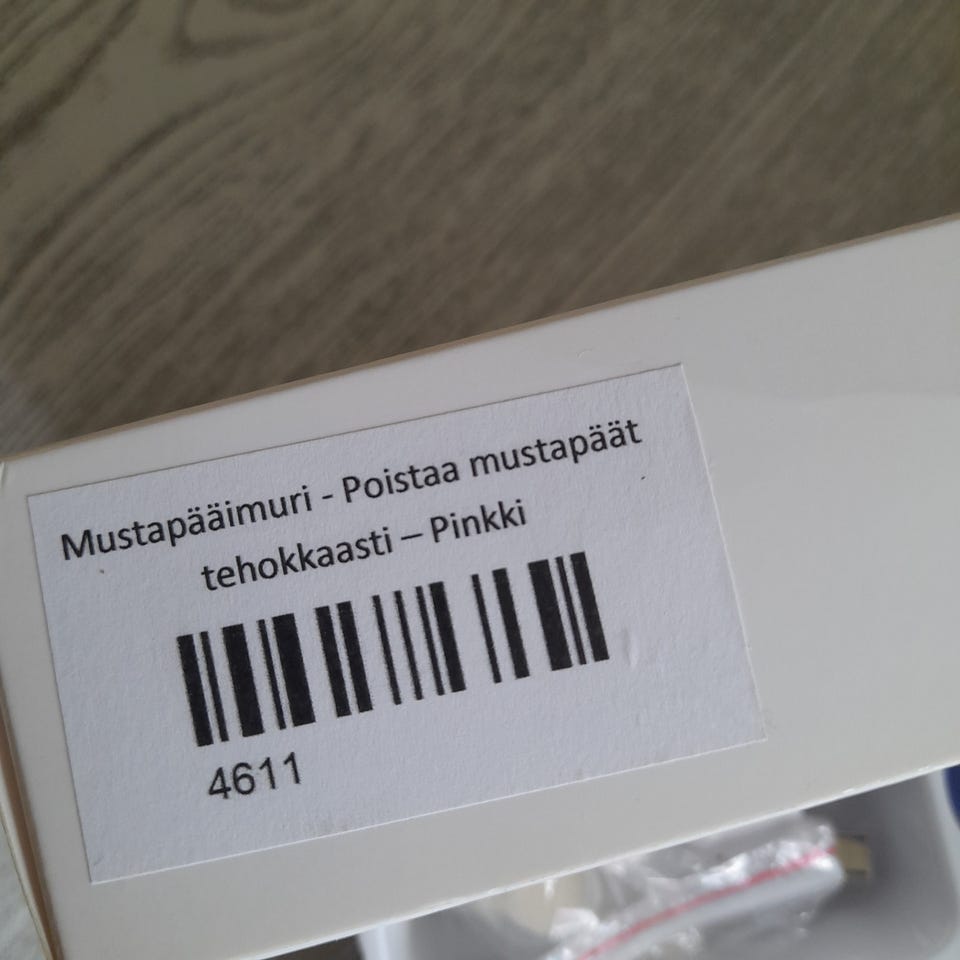 Mustapääimuri - Poistaa mustapäät
tehokkaasti – Pinkki
4611